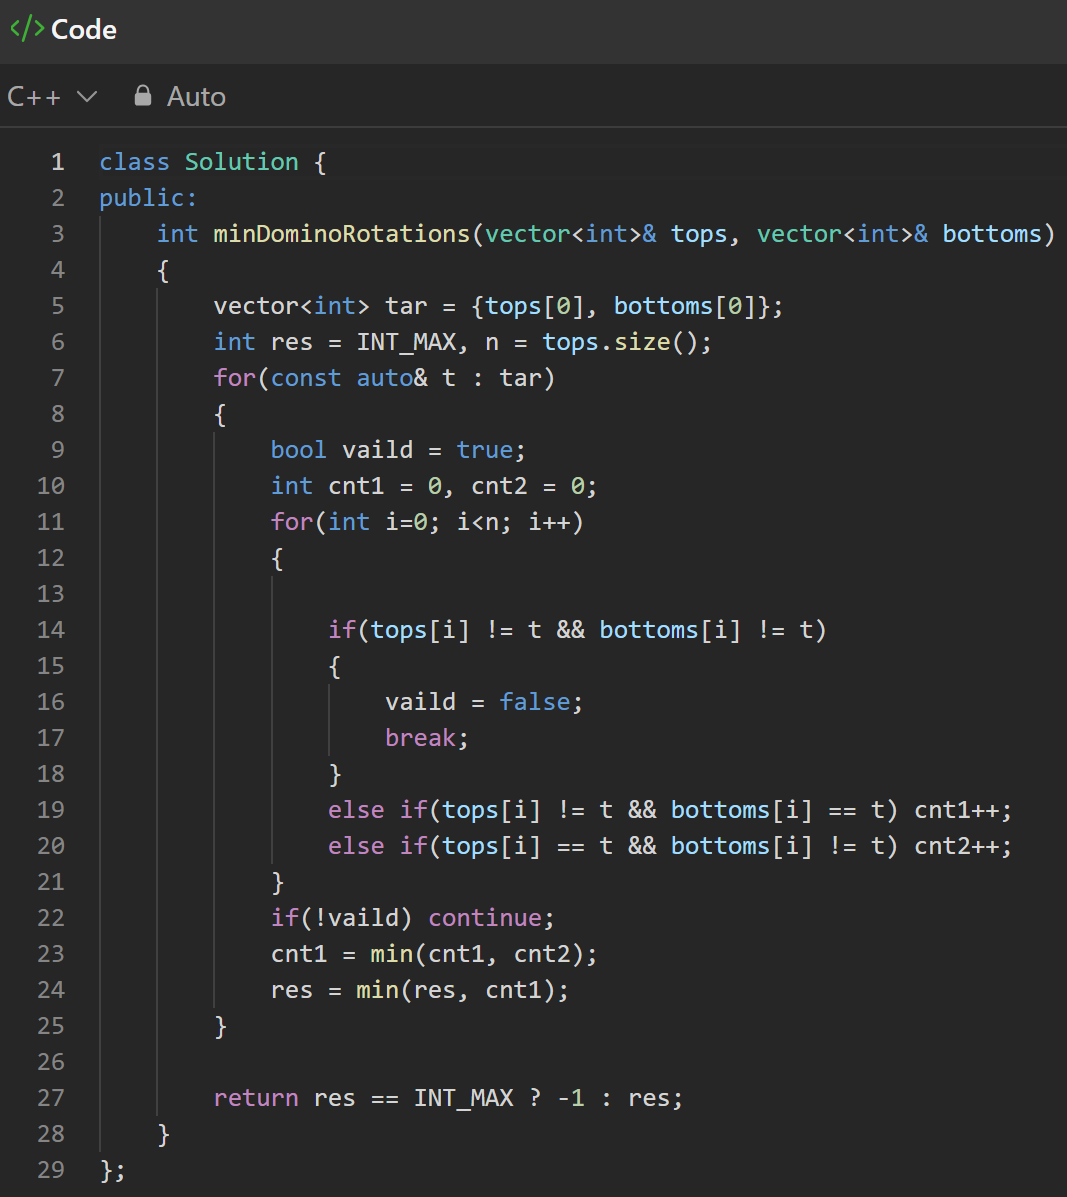 </> Code
C++ Auto
1 class Solution {
2 public:
3     int minDominoRotations(vector<int>& tops, vector<int>& bottoms)
4     {
5         vector<int> tar = {tops[0], bottoms[0]};
6         int res = INT_MAX, n = tops.size();
7         for(const auto& t : tar)
8         {
9             bool vaild = true;
10             int cnt1 = 0, cnt2 = 0;
11             for(int i=0; i<n; i++)
12             {
13
14                 if(tops[i] != t && bottoms[i] != t)
15                 {
16                     vaild = false;
17                     break;
18                 }
19                 else if(tops[i] != t && bottoms[i] == t) cnt1++;
20                 else if(tops[i] == t && bottoms[i] != t) cnt2++;
21             }
22             if(!vaild) continue;
23             cnt1 = min(cnt1, cnt2);
24             res = min(res, cnt1);
25         }
26
27         return res == INT_MAX ? -1 : res;
28     }
29 };